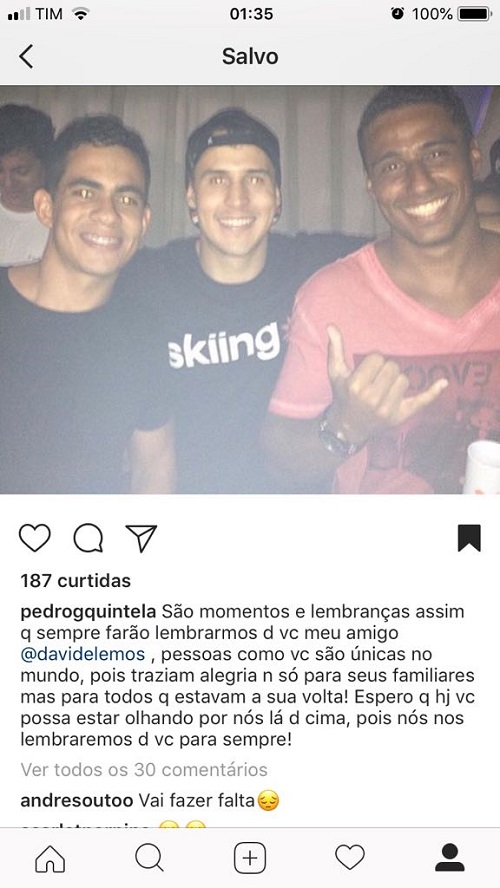 TIM 01:35 100%
Salvo
skiing
187 curtidas
pedrogquintela São momentos e lembranças assim
q sempre farão lembrarmos d vc meu amigo
@davidelemos , pessoas como vc são únicas no
mundo, pois traziam alegria n só para seus familiares
mas para todos q estavam a sua volta! Espero q hj vc
possa estar olhando por nós lá d cima, pois nós nos
lembraremos d vc para sempre!
Ver todos os 30 comentários
andresoutoo Vai fazer falta😔